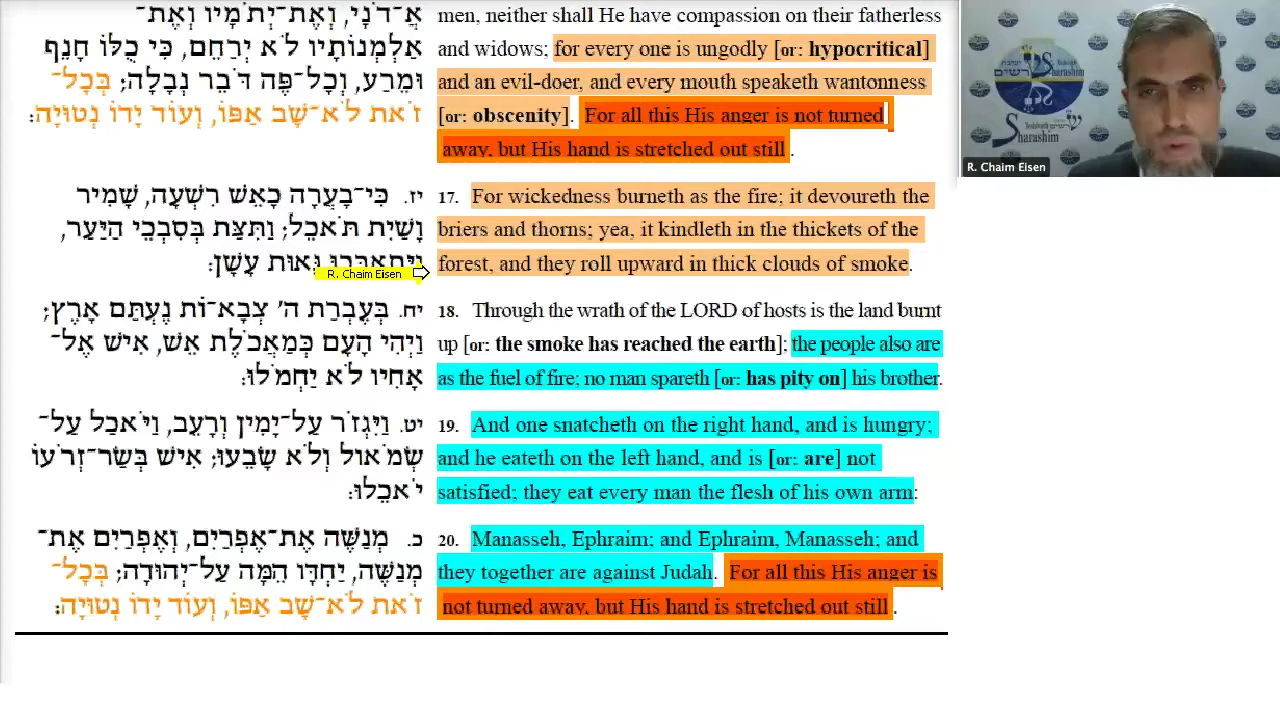 אֲ־דֹנָי, וְאֶת־יְתֹמָיו וְאֶת־
אַלְמְנוֹתָיו לֹא יְרַחֵם, כִּי כֻלּוֹ חָנֵף
וּמֵרַע, וְכָל־פֶּה דֹּבֵר נְבָלָה; בְּכָל־
זֹאת לֹא־שָׁב אַפּוֹ, וְעוֹד יָדוֹ נְטוּיָה:
men, neither shall He have compassion on their fatherless
and widows; for every one is ungodly [or: hypocritical]
and an evil-doer, and every mouth speaketh wantonness
[or: obscenity]. For all this His anger is not turned
away, but His hand is stretched out still.
יז. כִּי־בָעֲרָה כָאֵשׁ רִשְׁעָה, שָׁמִיר
וָשַׁיִת תֹּאכֵל; וַתִּצַּת בְּסִבְכֵי הַיַּעַר,
עָשָׁן:
17. For wickedness burneth as the fire; it devoureth the
briers and thorns; yea, it kindleth in the thickets of the
forest, and they roll upward in thick clouds of smoke.
R. Chaim Eisen
יח. בְּעֶבְרַת ה' צְבָא־וֹת נֶעְתַּם אָרֶץ;
וַיְהִי הָעָם כְּמַאֲכֹלֶת אֵשׁ, אִישׁ אֶל־
אָחִיו לֹא יַחְמֹלוּ:
18. Through the wrath of the LORD of hosts is the land burnt
up [or: the smoke has reached the earth]; the people also are
as the fuel of fire; no man spareth [or: has pity on] his brother.
יט. וַיִּגְזֹר עַל־יָמִין וְרָעֵב, וַיֹּאכַל עַל־
שְׂמֹאול וְלֹא שָׂבֵעוּ; אִישׁ בְּשַׂר־זְרֹעוֹ
יֹאכֵלוּ:
19. And one snatcheth on the right hand, and is hungry;
and he eateth on the left hand, and is [or: are] not
satisfied; they eat every man the flesh of his own arm:
כ. מְנַשֶּׁה אֶת־אֶפְרַיִם, וְאֶפְרַיִם אֶת־
מְנַשֶּׁה, יַחְדָּו הֵמָּה עַל־יְהוּדָה; בְּכָל־
זֹאת לֹא־שָׁב אַפּוֹ, וְעוֹד יָדוֹ נְטוּיָה:
20. Manasseh, Ephraim; and Ephraim, Manasseh; and
they together are against Judah. For all this His anger is
not turned away, but His hand is stretched out still.
Sharashim
R. Chaim Eisen